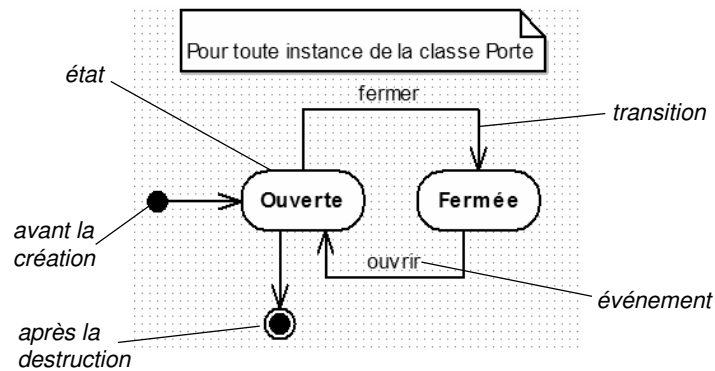 Pour toute instance de la classe Porte
état
fermer
transition
Ouverte
Fermée
avant la
création
ouvrir
événement
après la
destruction